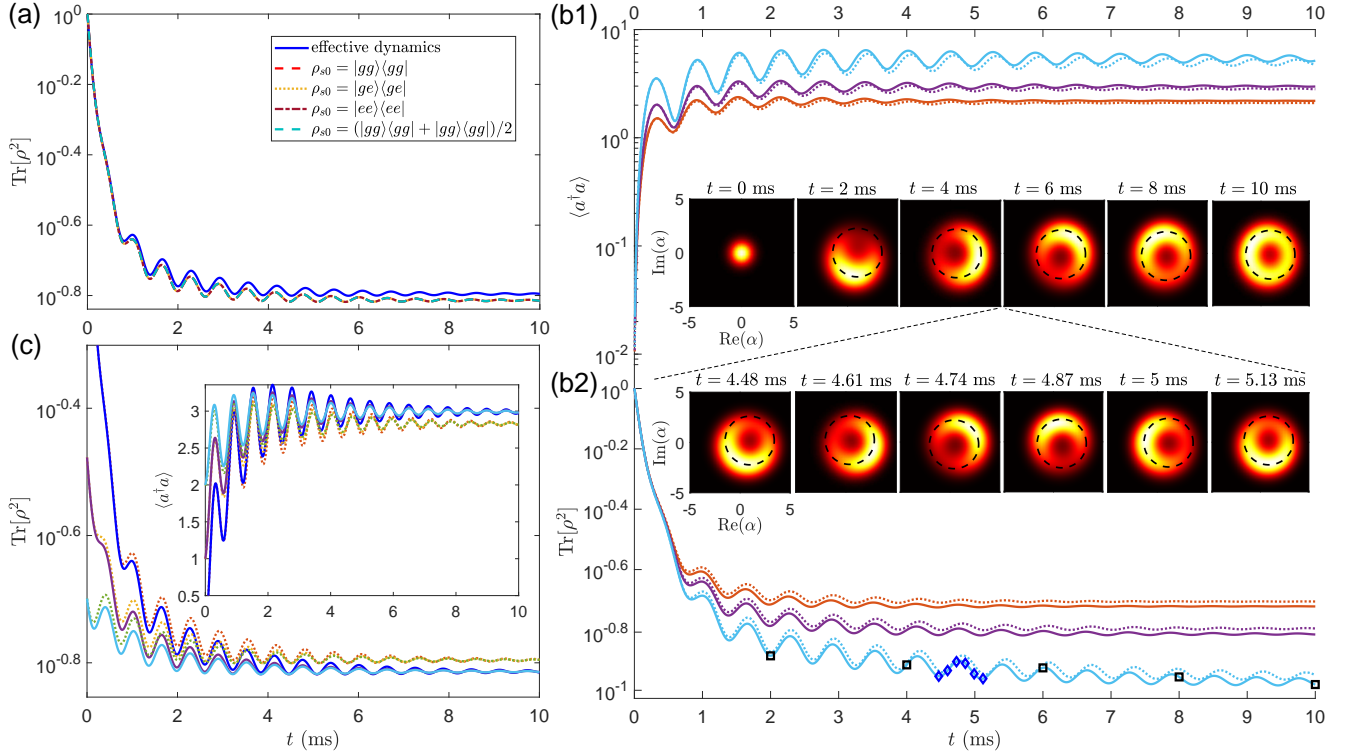 (a)
10^0
10^-0.2
10^-0.4
10^-0.6
10^-0.8
Tr[ρ^2]
0 2 4 6 8 10
effective dynamics
ρ_s0 = |gg⟩⟨gg|
ρ_s0 = |ge⟩⟨ge|
ρ_s0 = |ee⟩⟨ee|
ρ_s0 = (|gg⟩⟨gg| + |gg⟩⟨gg|)/2
(c)
10^-0.4
10^-0.6
10^-0.8
Tr[ρ^2]
0 2 4 6 8 10
t (ms)
⟨a†a⟩
3
2.5
2
1.5
1
0.5
0 2 4 6 8 10
(b1)
0 1 2 3 4 5 6 7 8 9 10
10^1
10^0
10^-1
10^-2
⟨a†a⟩
t = 0 ms t = 2 ms t = 4 ms t = 6 ms t = 8 ms t = 10 ms
5
0
-5
Im(α)
-5 0 5
Re(α)
(b2)
10^0
10^-0.2
10^-0.4
10^-0.6
10^-0.8
10^-1
Tr[ρ^2]
t = 4.48 ms t = 4.61 ms t = 4.74 ms t = 4.87 ms t = 5 ms t = 5.13 ms
5
0
-5
Im(α)
-5 0 5
Re(α)
0 1 2 3 4 5 6 7 8 9 10
t (ms)